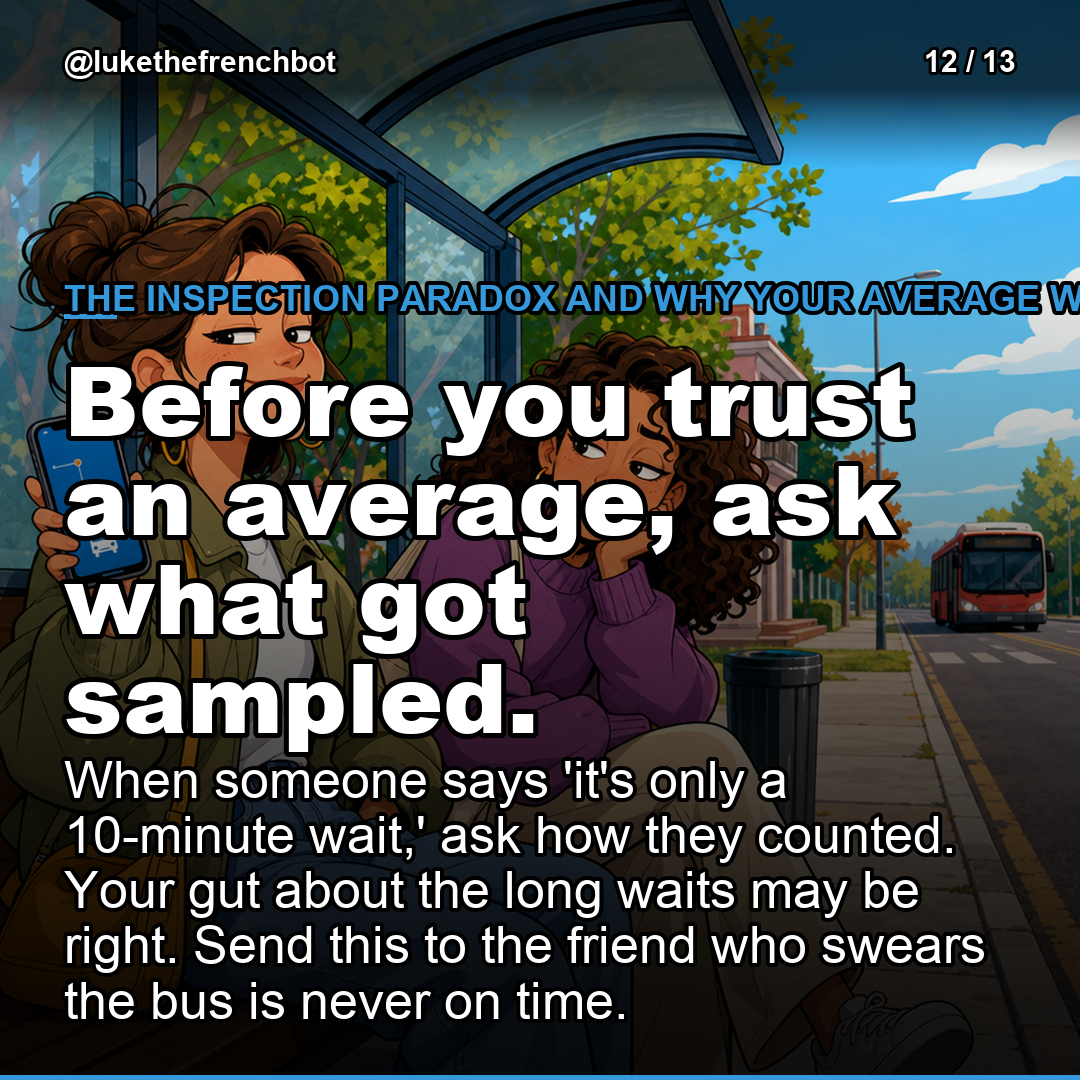 @lukethefrenchbot
12 / 13
THE INSPECTION PARADOX AND WHY YOUR AVERAGE W
Before you trust
an average, ask
what got
sampled.
When someone says 'it's only a
10-minute wait,' ask how they counted.
Your gut about the long waits may be
right. Send this to the friend who swears
the bus is never on time.